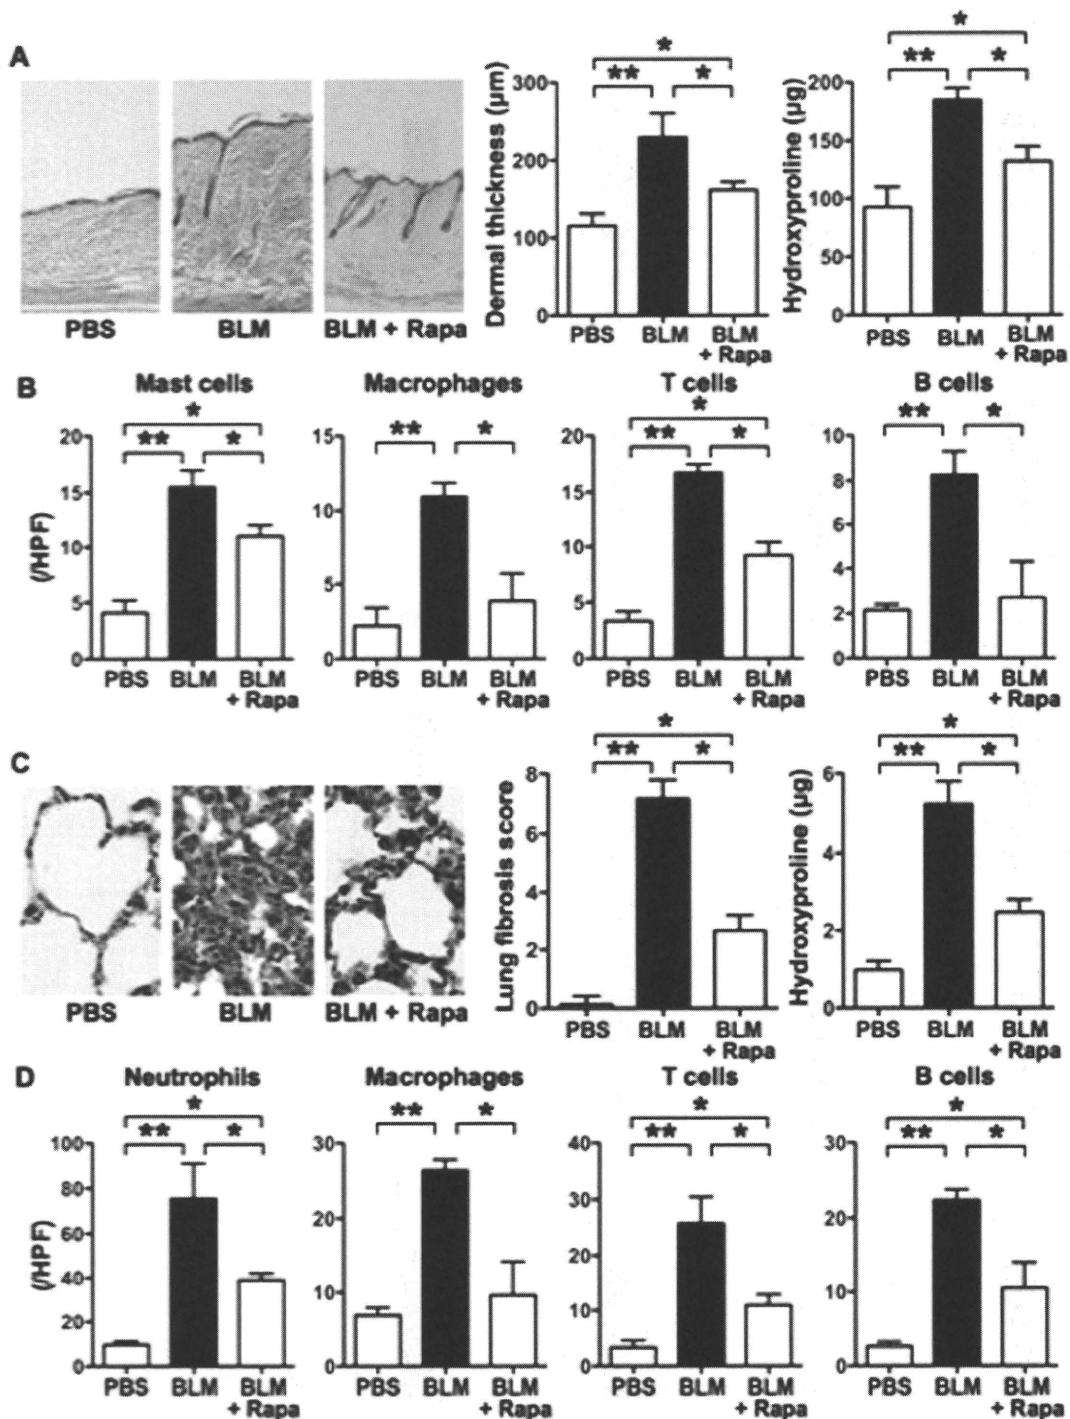 A
PBS
BLM
BLM + Rapa
Dermal thickness (µm)
300
200
100
0
** * *
PBS
BLM
BLM
+ Rapa
Hydroxyproline (µg)
200
150
100
50
0
** * *
PBS
BLM
BLM
+ Rapa
B
Mast cells
(/HPF)
20
15
10
5
0
*
** *
PBS
BLM
BLM
+ Rapa
Macrophages
15
10
5
0
** *
PBS
BLM
BLM
+ Rapa
T cells
20
15
10
5
0
*
** *
PBS
BLM
BLM
+ Rapa
B cells
10
8
6
4
2
0
** *
PBS
BLM
BLM
+ Rapa
C
PBS
BLM
BLM + Rapa
Lung fibrosis score
8
6
4
2
0
*
** *
PBS
BLM
BLM
+ Rapa
Hydroxyproline (µg)
6
4
2
0
*
** *
PBS
BLM
BLM
+ Rapa
D
Neutrophils
(/HPF)
100
80
60
40
20
0
*
** *
PBS
BLM
BLM
+ Rapa
Macrophages
30
20
10
0
** *
PBS
BLM
BLM
+ Rapa
T cells
40
30
20
10
0
*
** *
PBS
BLM
BLM
+ Rapa
B cells
30
20
10
0
*
** *
PBS
BLM
BLM
+ Rapa